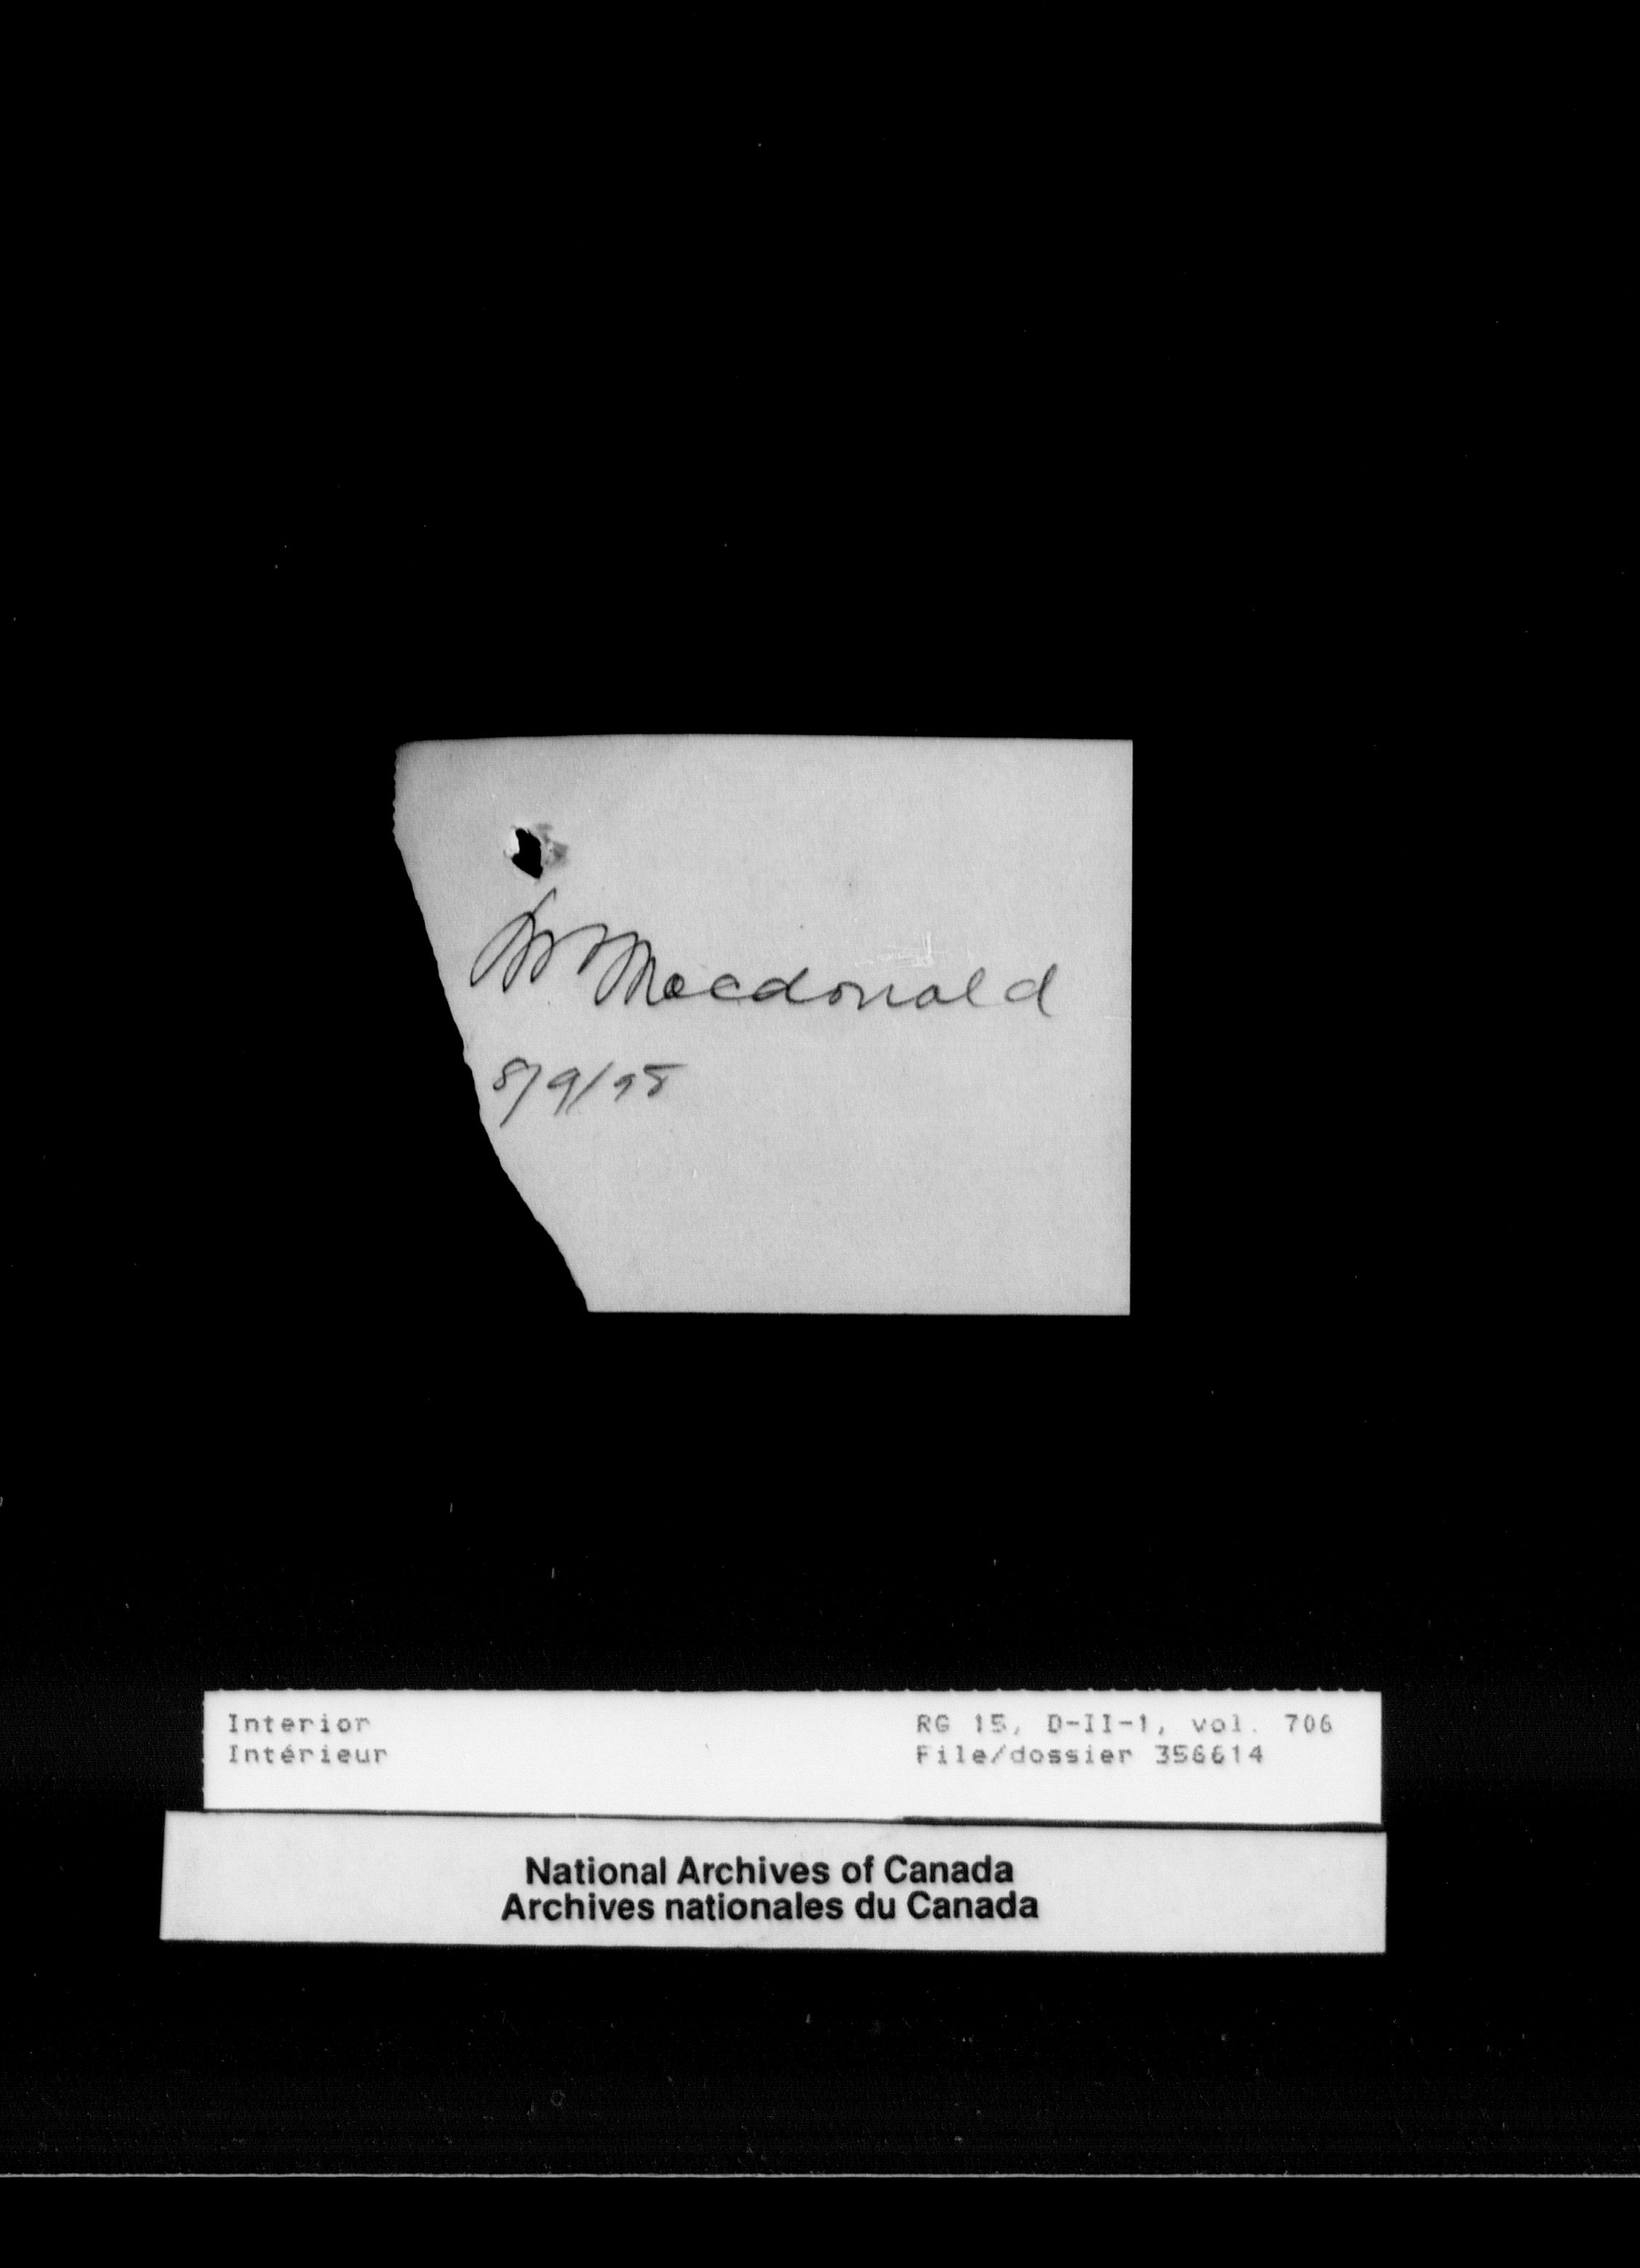 Macdonald
8/9/95
Interior
Intérieur
RG 15, D-II-1, vol. 706
File/dossier 356614
National Archives of Canada
Archives nationales du Canada